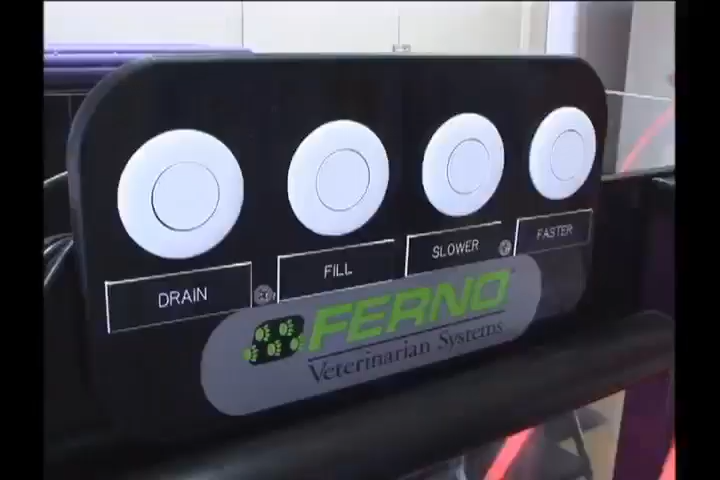 DRAIN
FILL
SLOWER
FASTER
FERNO
Veterinarian Systems